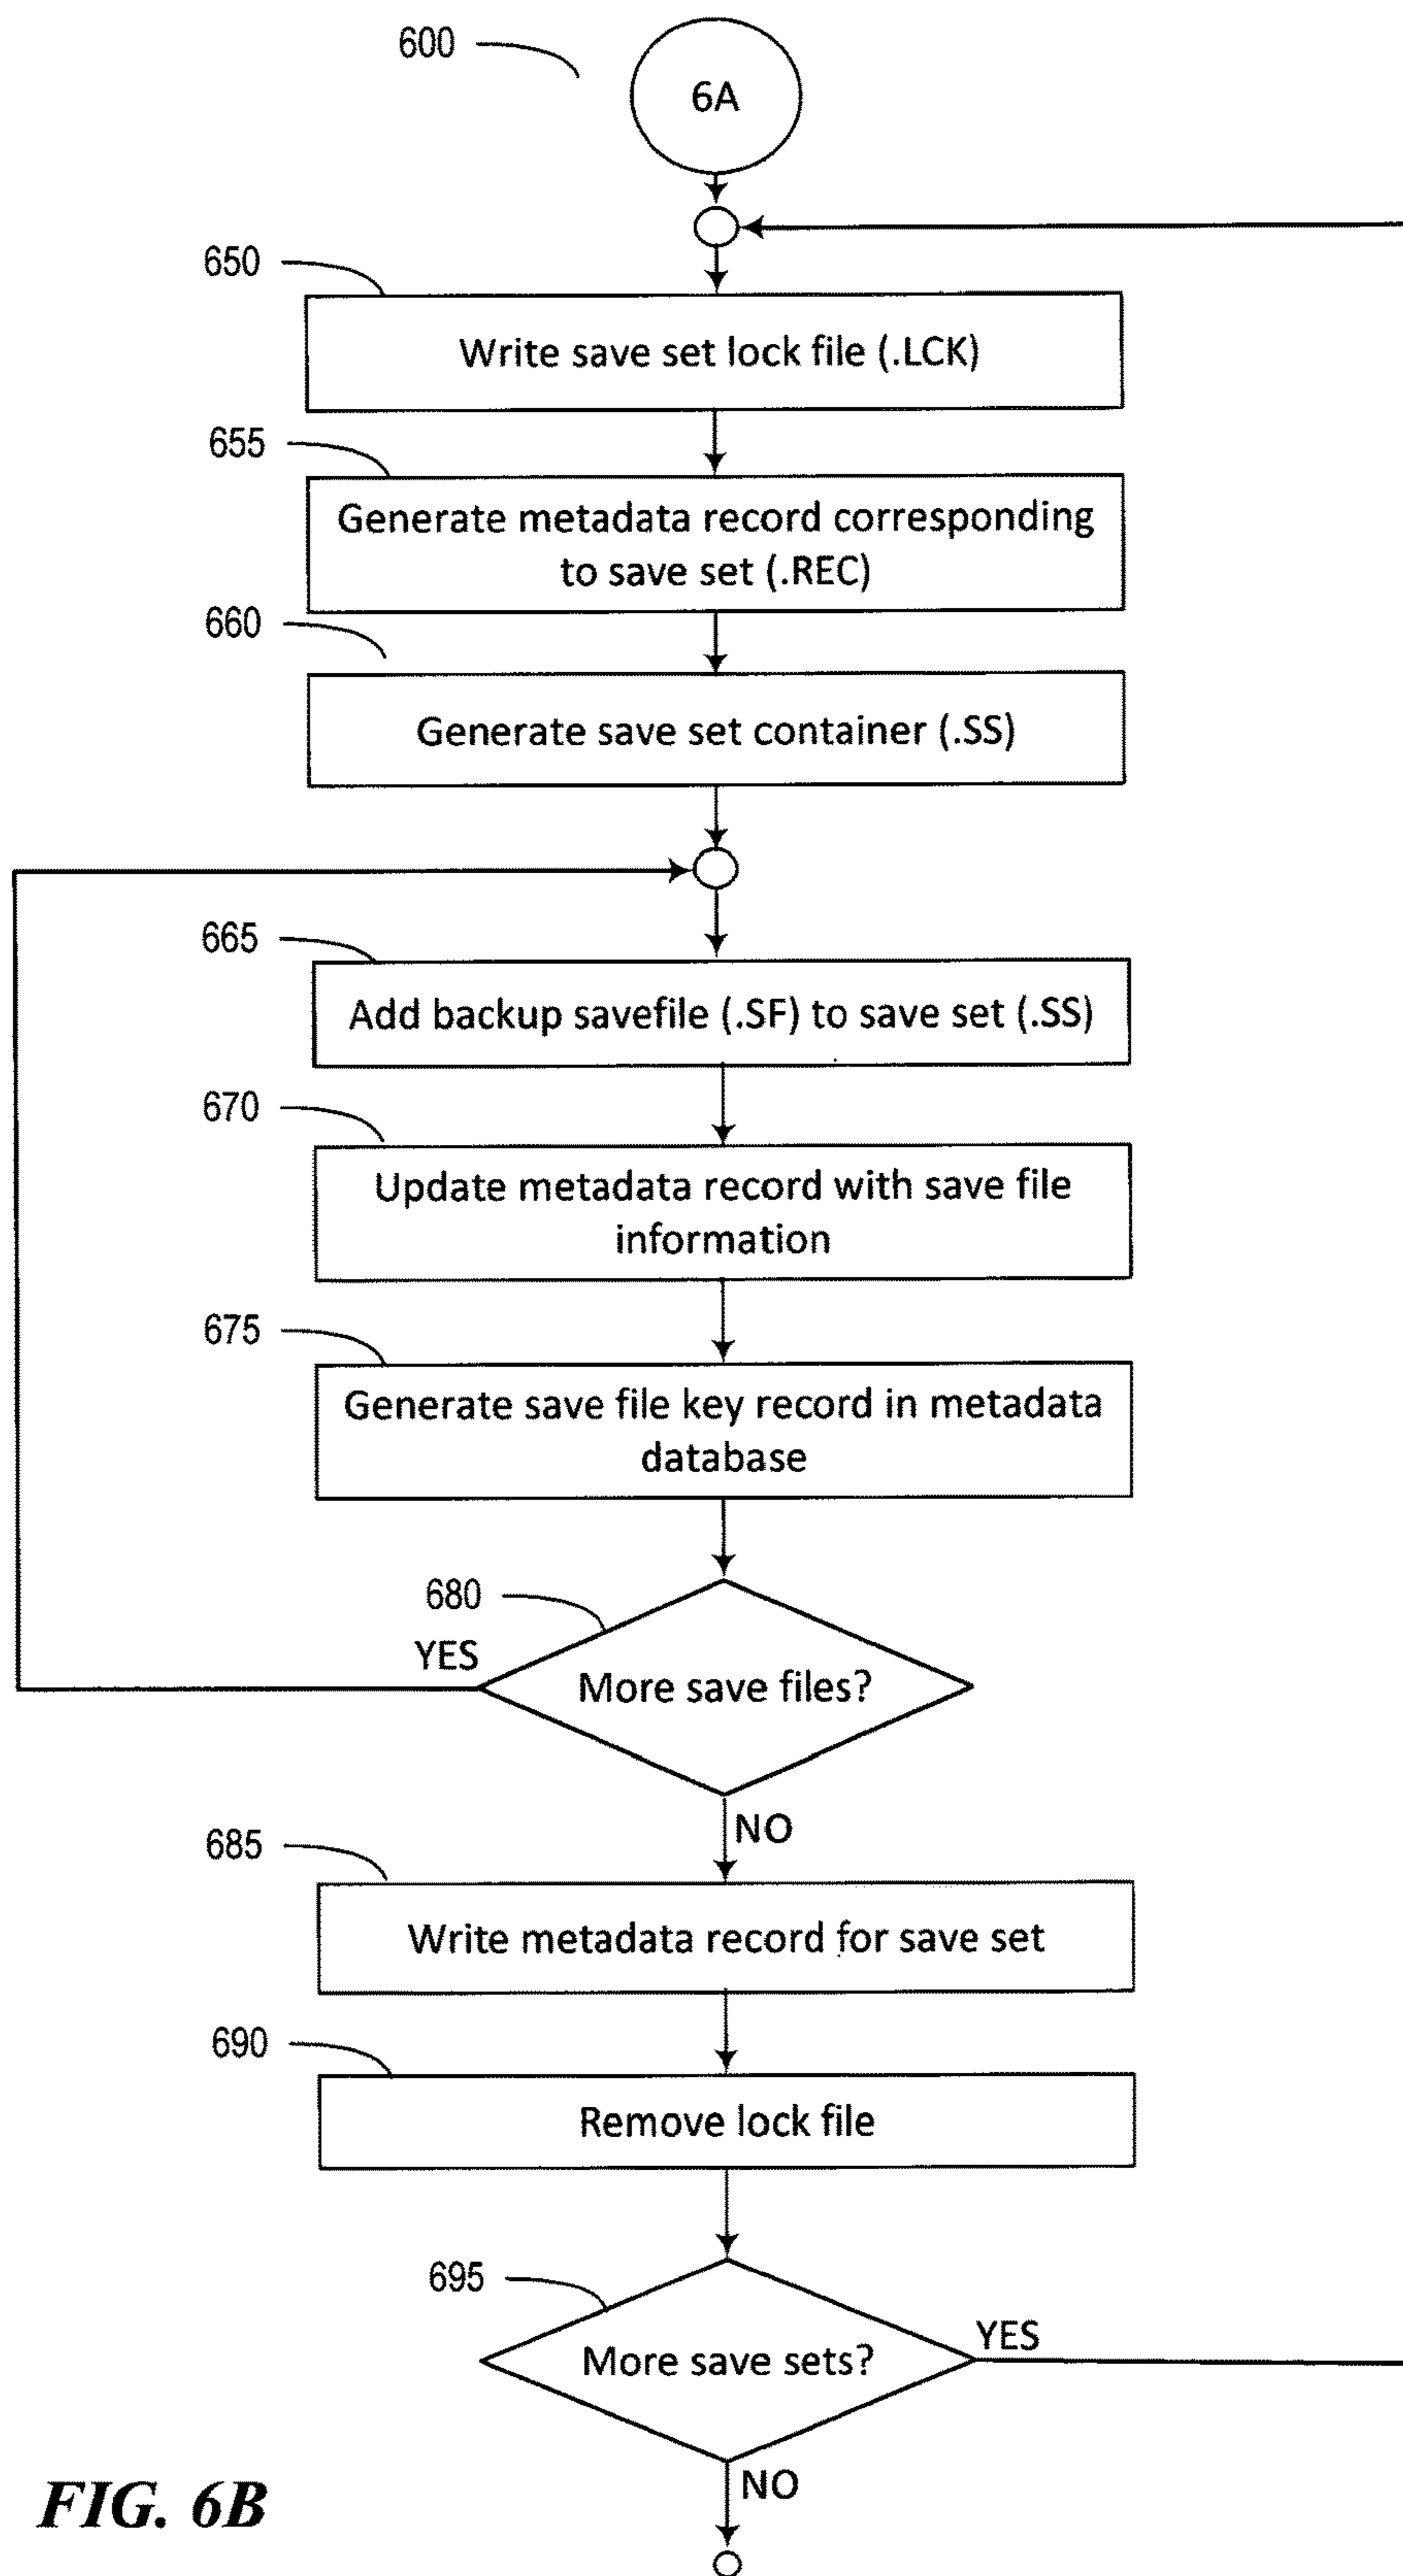 600
6A
650
Write save set lock file (.LCK)
655
Generate metadata record corresponding
to save set (.REC)
660
Generate save set container (.SS)
665
Add backup savefile (.SF) to save set (.SS)
670
Update metadata record with save file
information
675
Generate save file key record in metadata
database
680
YES
More save files?
NO
685
Write metadata record for save set
690
Remove lock file
695
More save sets?
YES
NO
FIG. 6B